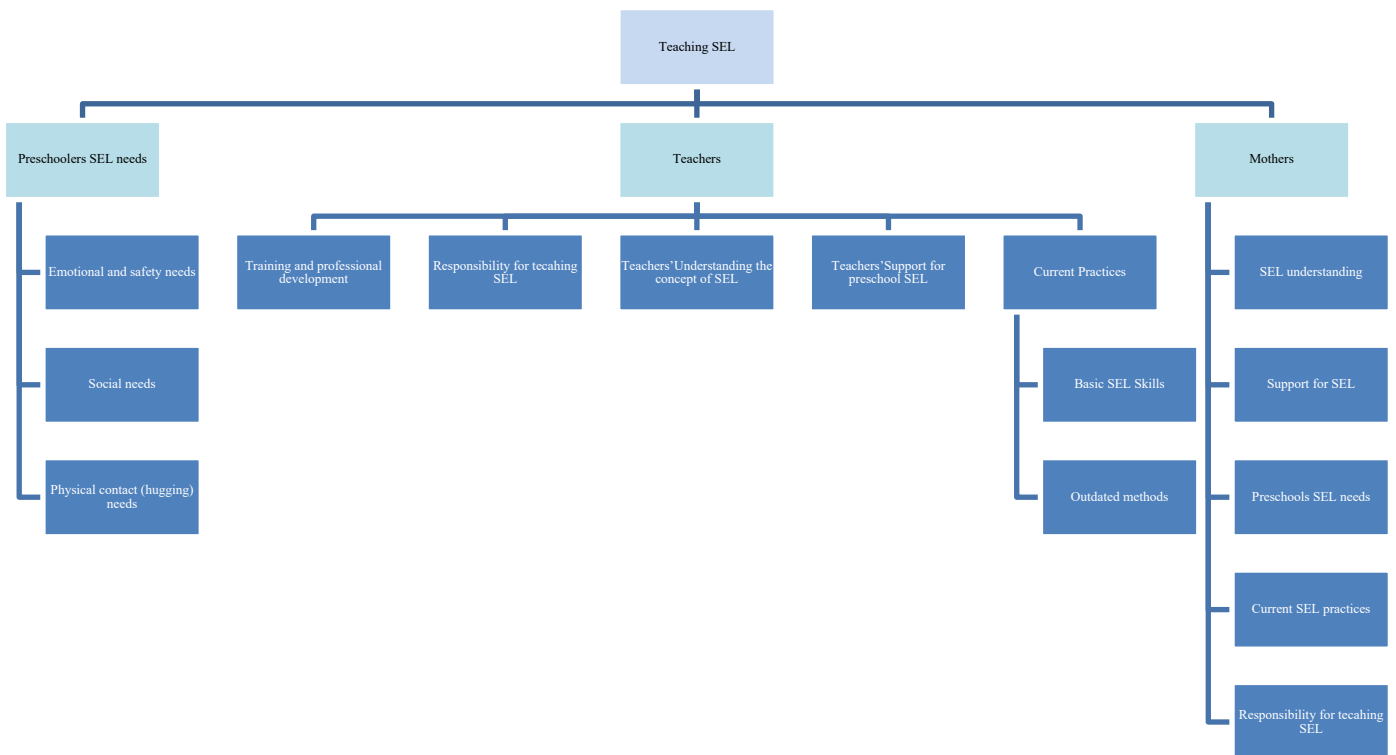 Teaching SEL
Preschoolers SEL needs
Teachers
Mothers
Emotional and safety needs
Social needs
Physical contact (hugging)
needs
Training and professional
development
Responsibility for tecahing
SEL
Teachers’Understanding the
concept of SEL
Teachers’Support for
preschool SEL
Current Practices
Basic SEL Skills
Outdated methods
SEL understanding
Support for SEL
Preschools SEL needs
Current SEL practices
Responsibility for tecahing
SEL